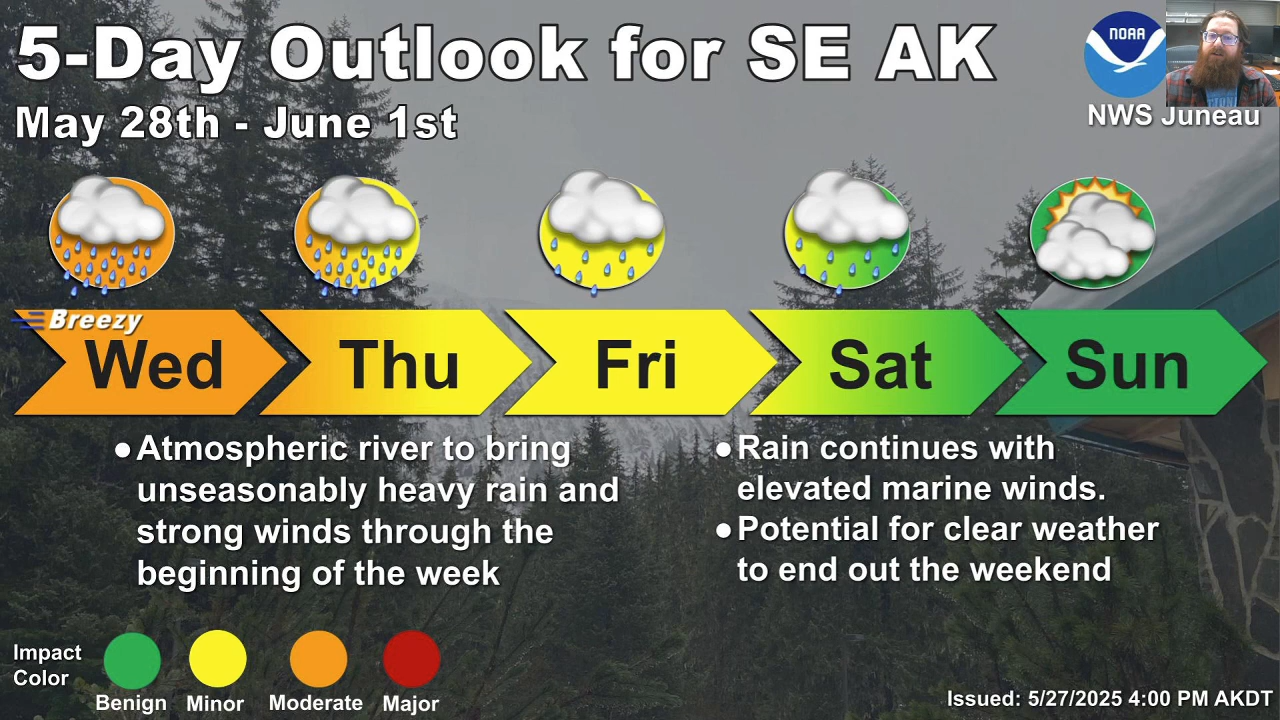 5-Day Outlook for SE AK
May 28th - June 1st
NOAA
NWS Juneau
Breezy
Wed
Thu
Fri
Sat
Sun
●Atmospheric river to bring
unseasonably heavy rain and
strong winds through the
beginning of the week
●Rain continues with
elevated marine winds.
●Potential for clear weather
to end out the weekend
Impact
Color
Benign
Minor
Moderate
Major
Issued: 5/27/2025 4:00 PM AKDT